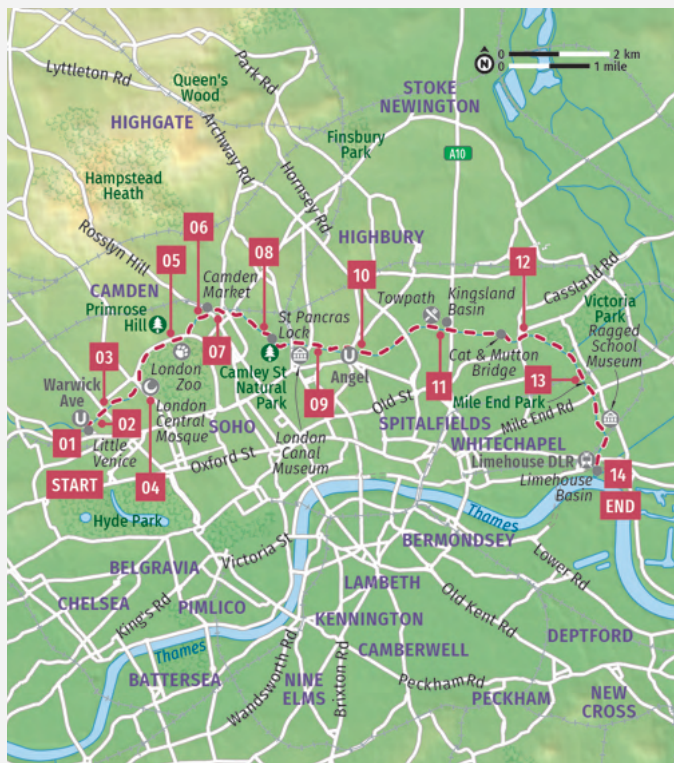 Lyttleton Rd
Queen's
Wood
Park Rd
N
0
2 km
0
1 mile
STOKE
NEWINGTON
HIGHGATE
Archway Rd
Finsbury
Park
A10
Hampstead
Heath
Hornsey Rd
Rosslyn Hill
06
05
08
HIGHBURY
10
12
Cassland Rd
CAMDEN
Camden
Market
Towpath
Kingsland
Basin
Primrose
Hill
St Pancras
Lock
Victoria
Park
Ragged
School
Museum
03
07
London
Zoo
Camley St
Natural
Park
Angel
09
11
Cat & Mutton
Bridge
13
Warwick
Ave
Mile End Park
Old St
01
02
Little
Venice
London
Central
Mosque
SOHO
London
Canal
Museum
SPITALFIELDS
Mile End Rd
WHITECHAPEL
START
04
Oxford St
Limehouse DLR
Limehouse
Basin
14
END
Hyde Park
Thames
Victoria St
BERMONDSEY
Lower Rd
BELGRAVIA
LAMBETH
CHELSEA
King's Rd
PIMLICO
KENNINGTON
Old Kent Rd
DEPTFORD
Thames
CAMBERWELL
BATTERSEA
Wandsworth Rd
NINE
ELMS
Brixton Rd
Peckham Rd
PECKHAM
NEW
CROSS